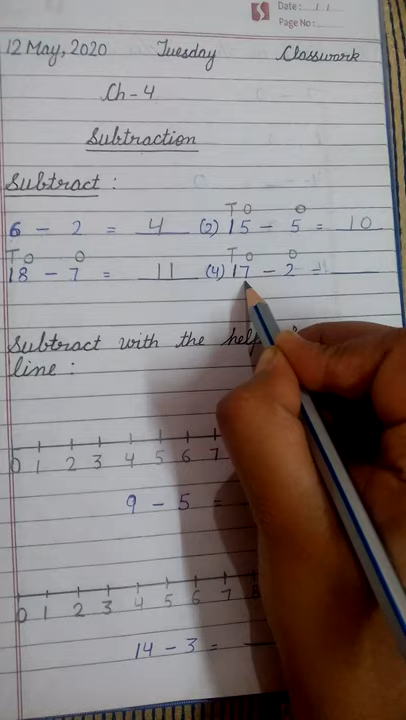 Date: 11
Page No:
12 May, 2020 Tuesday Classwork
Ch-4
Subtraction
Subtract :
T O O
6 - 2 = 4 (2) 15 - 5 = 10
T O O T O O
18 - 7 = 11 (4) 17 - 2 =
Subtract with the help
line :
0 1 2 3 4 5 6 7
9 - 5 =
0 1 2 3 4 5 6 7 8
14 - 3 =